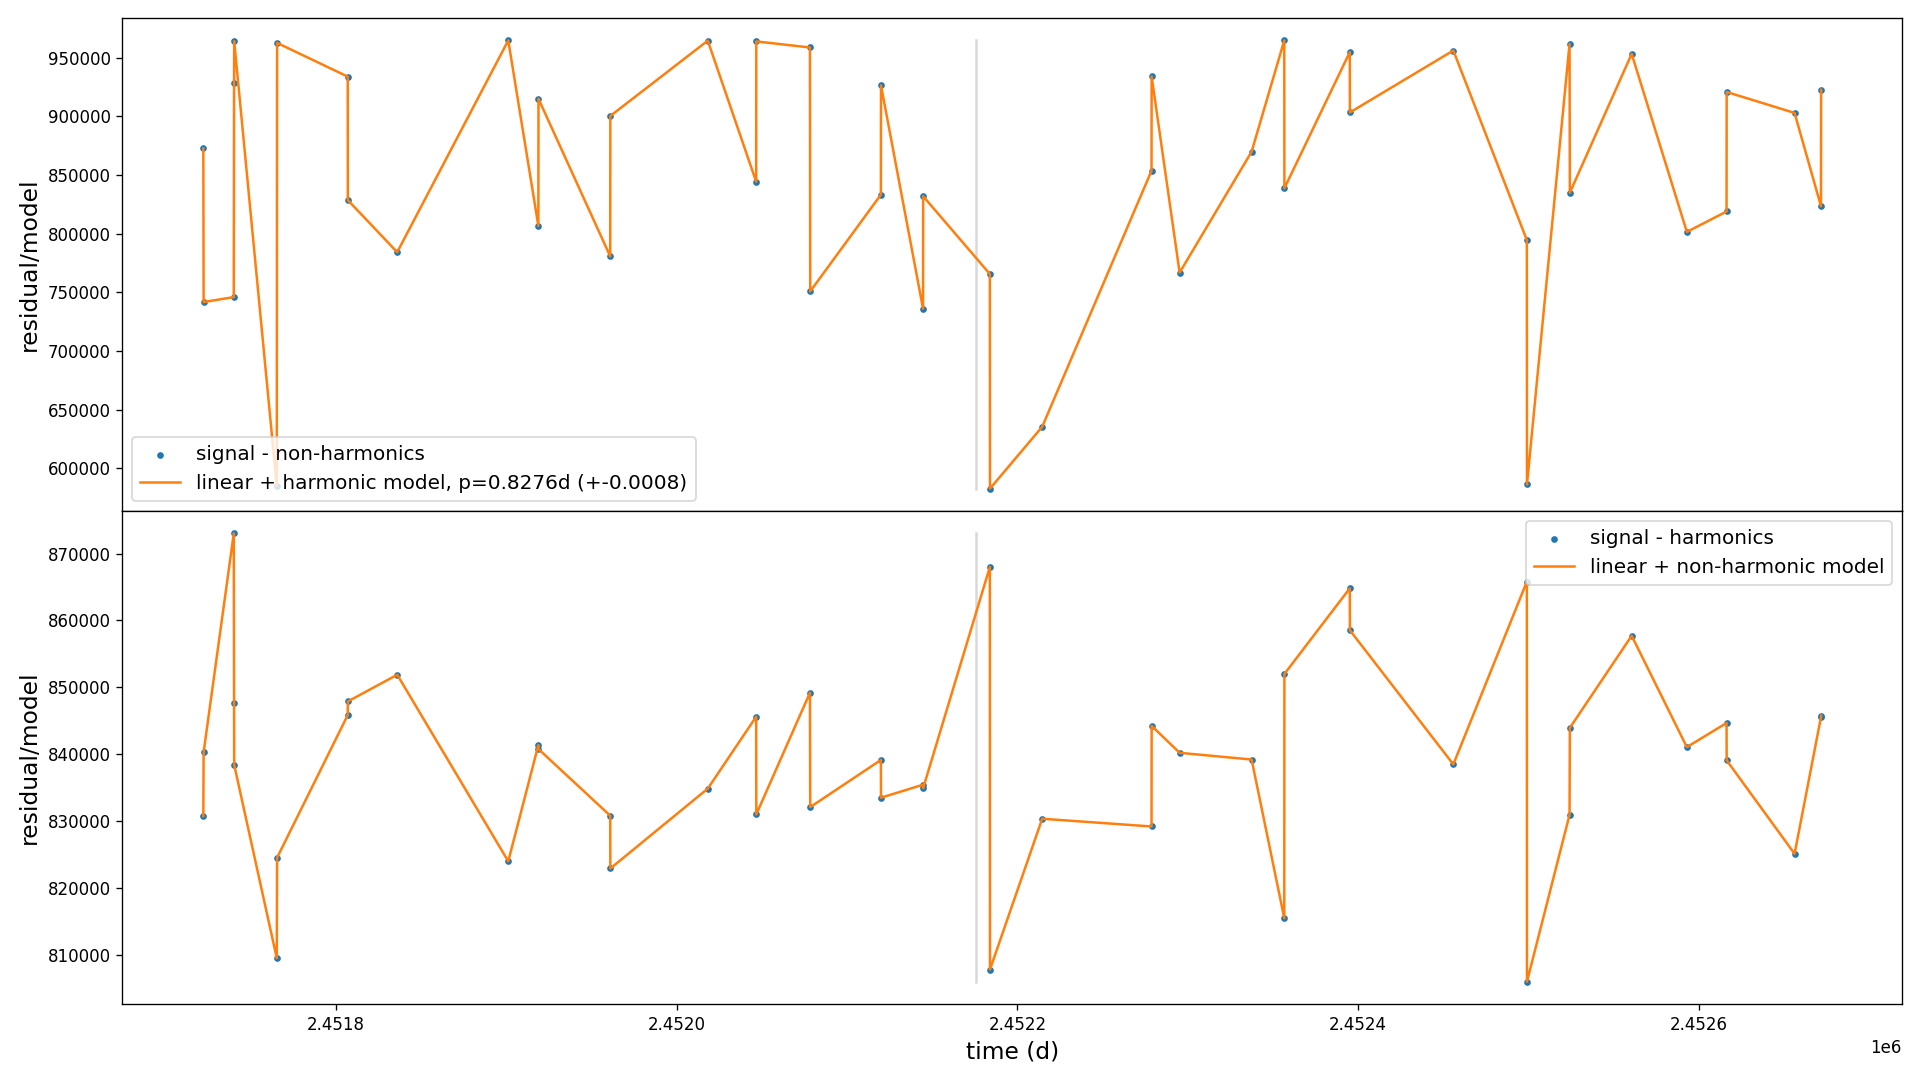 residual/model
950000
900000
850000
800000
750000
700000
650000
600000
signal - non-harmonics
linear + harmonic model, p=0.8276d (+-0.0008)
residual/model
870000
860000
850000
840000
830000
820000
810000
signal - harmonics
linear + non-harmonic model
2.4518 2.4520 2.4522 2.4524 2.4526
1e6
time (d)